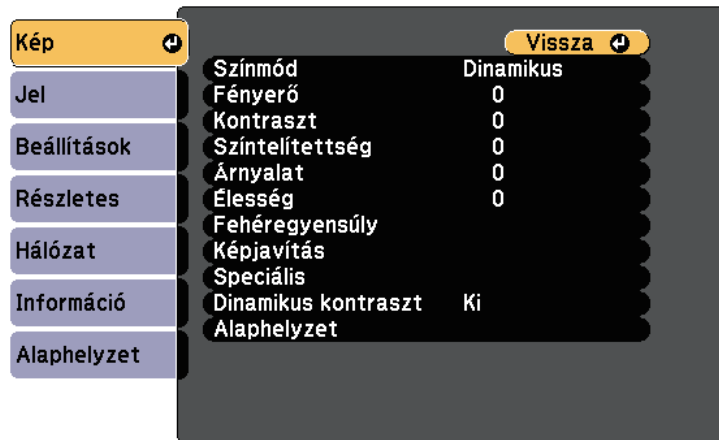 Kép
Jel
Beállítások
Részletes
Hálózat
Információ
Alaphelyzet
Vissza
Színmód Dinamikus
Fényerő 0
Kontraszt 0
Színtelítettség 0
Árnyalat 0
Élesség 0
Fehéregyensúly
Képjavítás
Speciális
Dinamikus kontraszt Ki
Alaphelyzet